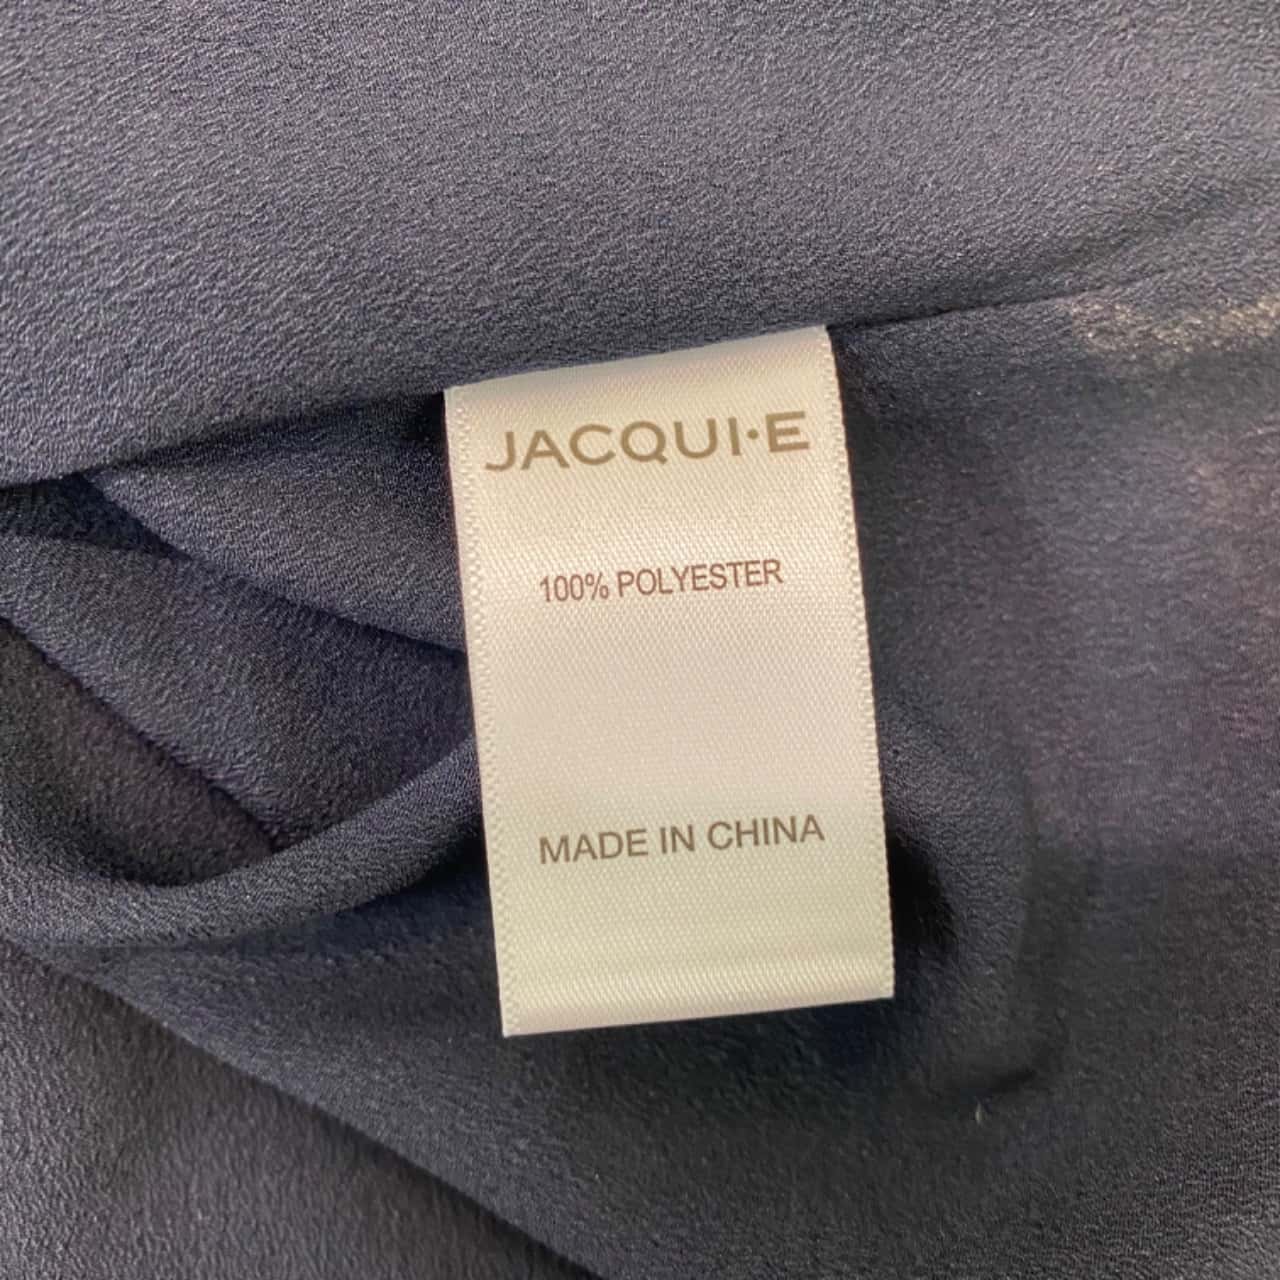 JACQUI·E
100% POLYESTER
MADE IN CHINA